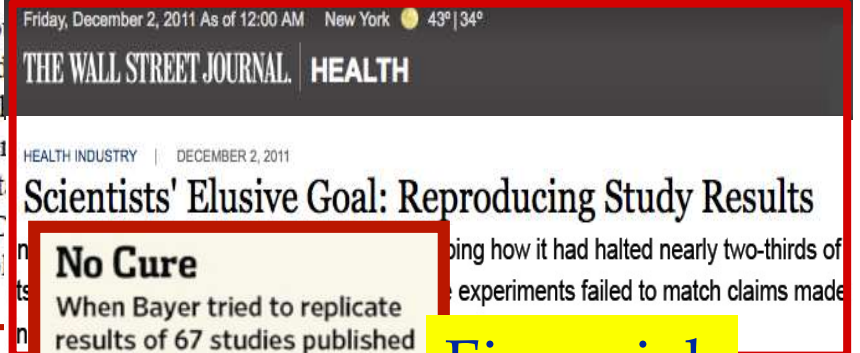 Friday, December 2, 2011 As of 12:00 AM New York 43º | 34º
THE WALL STREET JOURNAL. HEALTH
HEALTH INDUSTRY | DECEMBER 2, 2011
Scientists' Elusive Goal: Reproducing Study Results
how it had halted nearly two-thirds of
experiments failed to match claims made
No Cure
When Bayer tried to replicate
results of 67 studies published